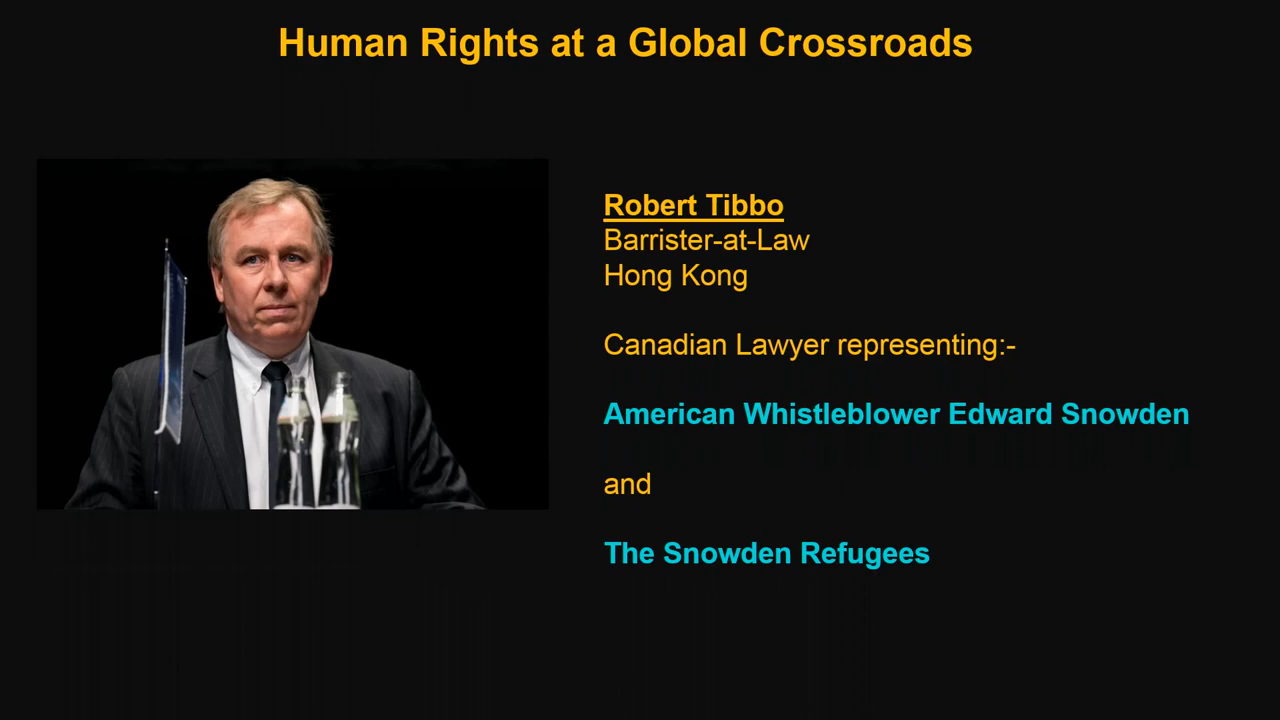 Human Rights at a Global Crossroads
Robert Tibbo
Barrister-at-Law
Hong Kong
Canadian Lawyer representing:-
American Whistleblower Edward Snowden
and
The Snowden Refugees